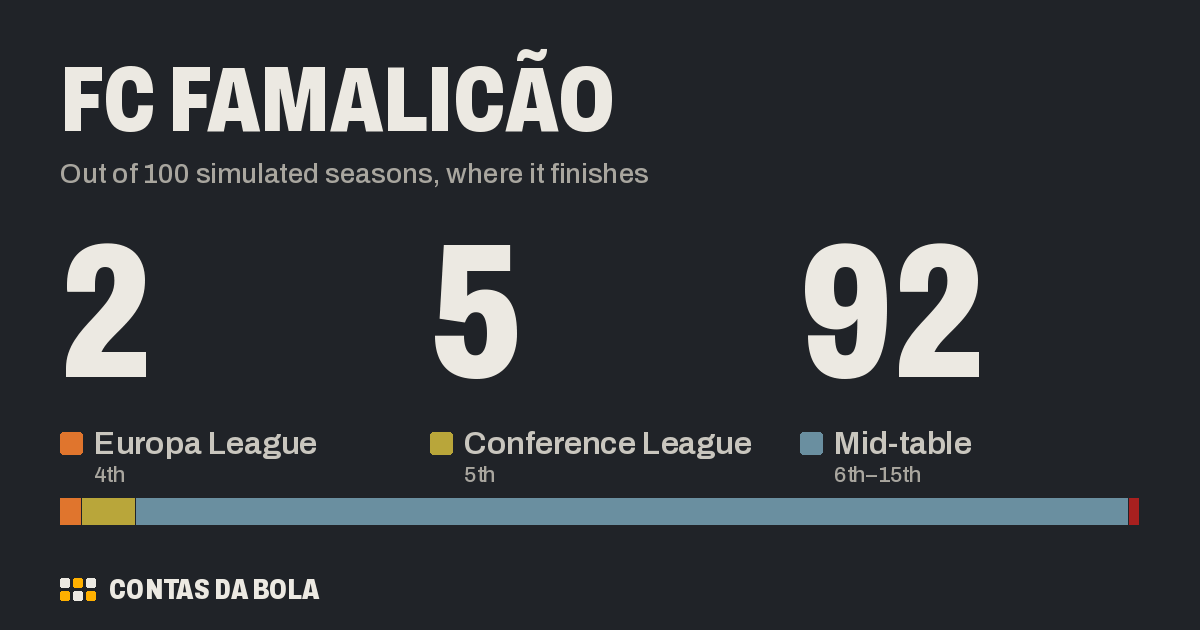 FC FAMALICÃO
Out of 100 simulated seasons, where it finishes
2 5 92
Europa League Conference League Mid-table
4th 5th 6th–15th
CONTAS DA BOLA